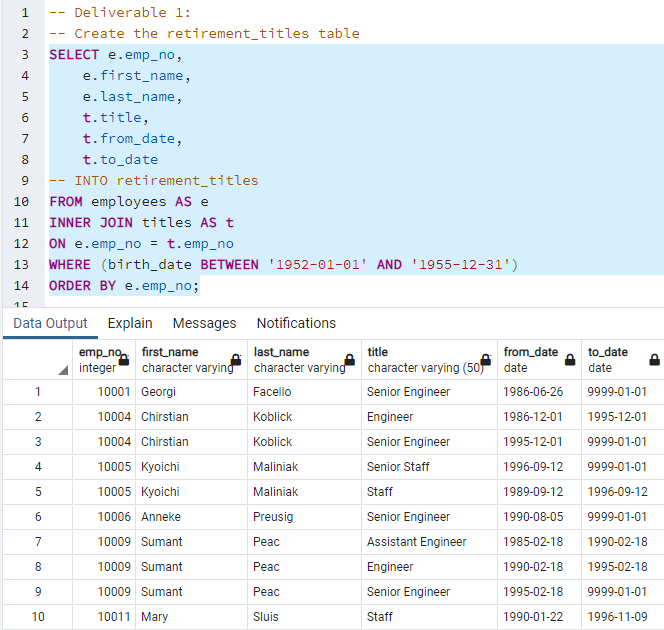 1 -- Deliverable 1:
2 -- Create the retirement_titles table
3 SELECT e.emp_no,
4 e.first_name,
5 e.last_name,
6 t.title,
7 t.from_date,
8 t.to_date
9 -- INTO retirement_titles
10 FROM employees AS e
11 INNER JOIN titles AS t
12 ON e.emp_no = t.emp_no
13 WHERE (birth_date BETWEEN '1952-01-01' AND '1955-12-31')
14 ORDER BY e.emp_no;
15
Data Output Explain Messages Notifications
emp_no first_name last_name title from_date to_date
integer character varying character varying character varying (50) date date
1 10001 Georgi Facello Senior Engineer 1986-06-26 9999-01-01
2 10004 Chirstian Koblick Engineer 1986-12-01 1995-12-01
3 10004 Chirstian Koblick Senior Engineer 1995-12-01 9999-01-01
4 10005 Kyoichi Maliniak Senior Staff 1996-09-12 9999-01-01
5 10005 Kyoichi Maliniak Staff 1989-09-12 1996-09-12
6 10006 Anneke Preusig Senior Engineer 1990-08-05 9999-01-01
7 10009 Sumant Peac Assistant Engineer 1985-02-18 1990-02-18
8 10009 Sumant Peac Engineer 1990-02-18 1995-02-18
9 10009 Sumant Peac Senior Engineer 1995-02-18 9999-01-01
10 10011 Mary Sluis Staff 1990-01-22 1996-11-09